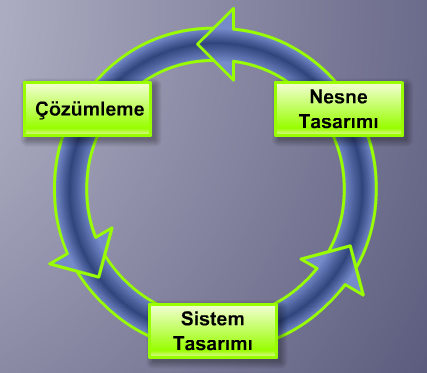 Çözümleme
Nesne
Tasarımı
Sistem
Tasarımı